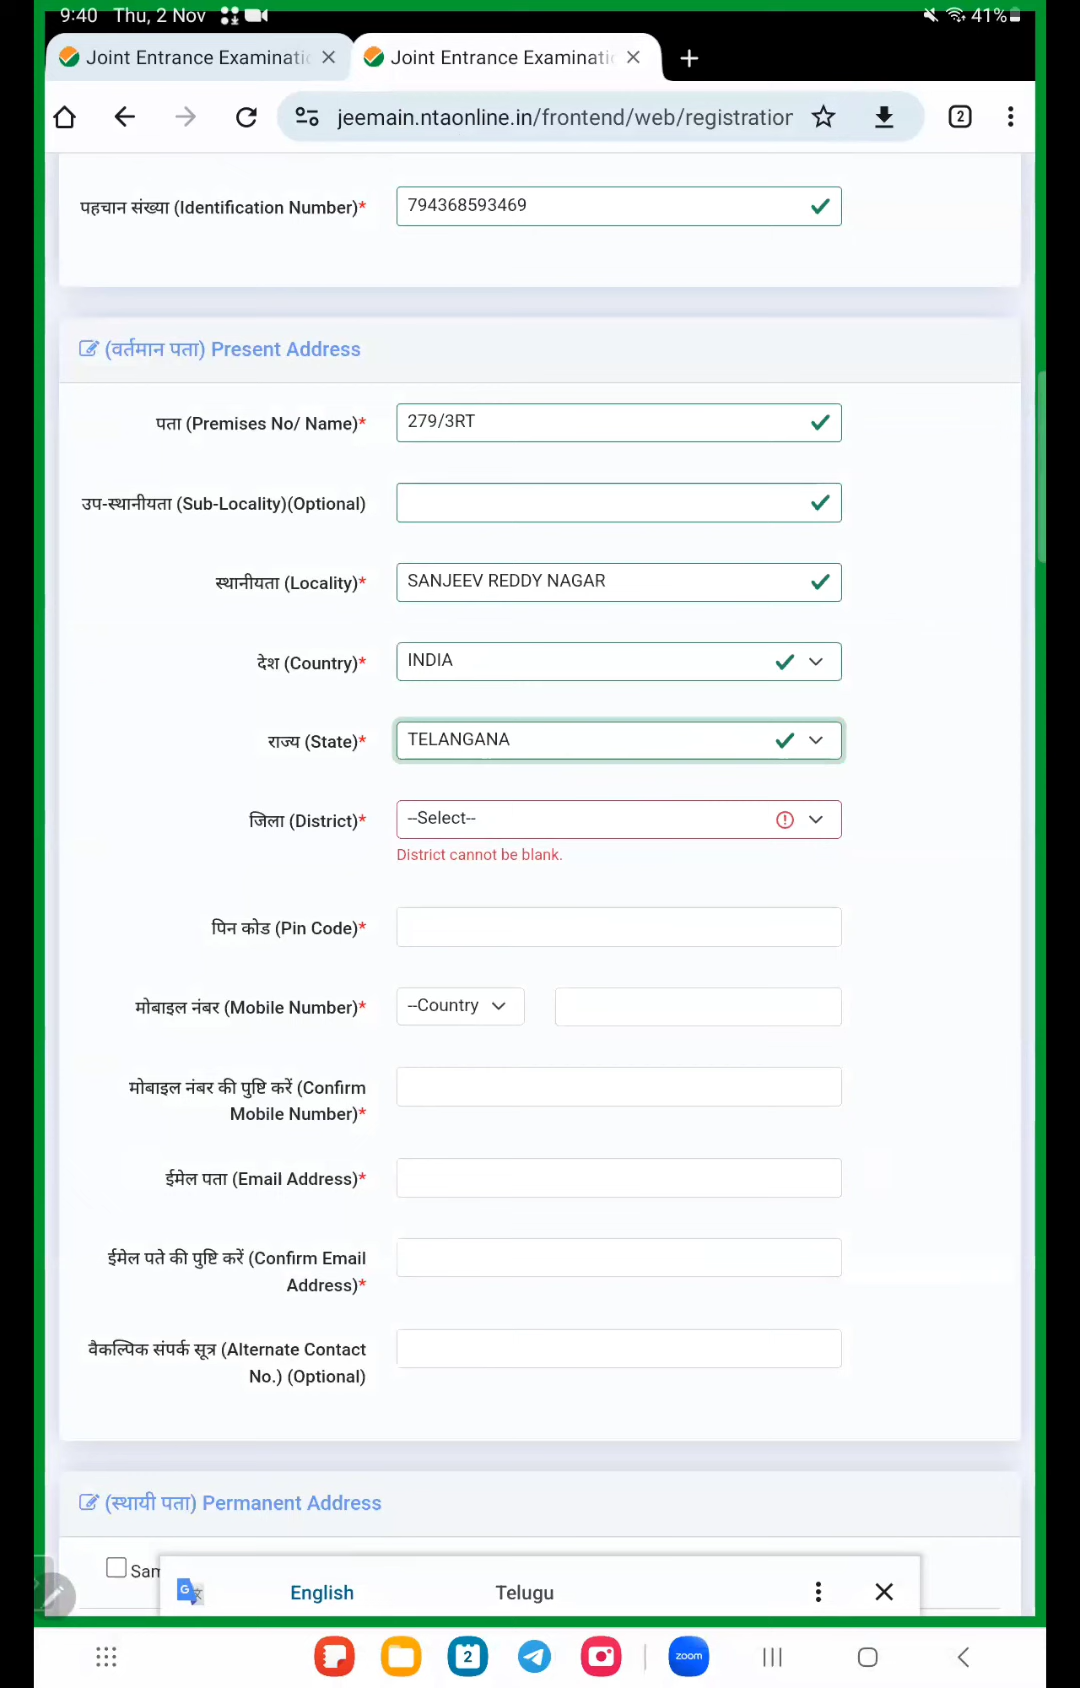 9:40 Thu, 2 Nov
41%
Joint Entrance Examinatic
Joint Entrance Examinatic
jeemain.ntaonline.in/frontend/web/registration
2
पहचान संख्या (Identification Number)*
794368593469
(वर्तमान पता) Present Address
पता (Premises No/ Name)*
279/3RT
उप-स्थानीयता (Sub-Locality)(Optional)
स्थानीयता (Locality)*
SANJEEV REDDY NAGAR
देश (Country)*
INDIA
राज्य (State)*
TELANGANA
जिला (District)*
--Select--
District cannot be blank.
पिन कोड (Pin Code)*
मोबाइल नंबर (Mobile Number)*
--Country
मोबाइल नंबर की पुष्टि करें (Confirm
Mobile Number)*
ईमेल पता (Email Address)*
ईमेल पते की पुष्टि करें (Confirm Email
Address)*
वैकल्पिक संपर्क सूत्र (Alternate Contact
No.) (Optional)
(स्थायी पता) Permanent Address
Sam
English
Telugu
2
zoom